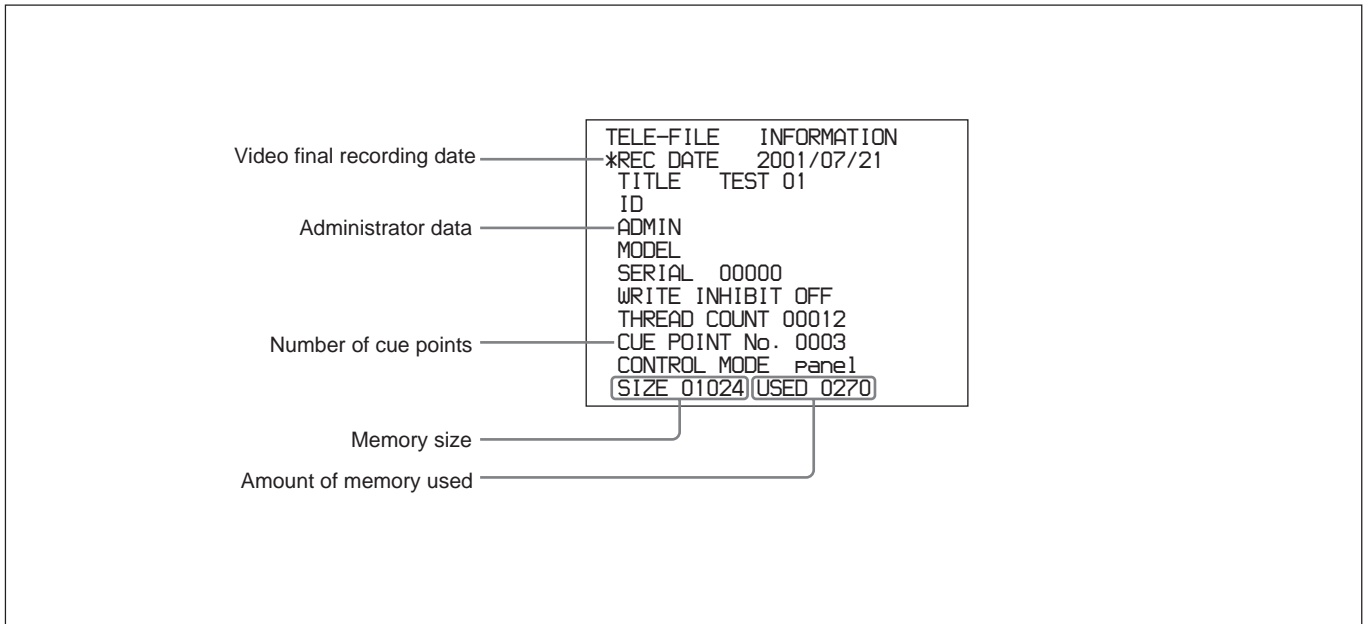 TELE-FILE INFORMATION
Video final recording date
*REC DATE 2001/07/21
TITLE TEST 01
ID
Administrator data
ADMIN
MODEL
SERIAL 00000
WRITE INHIBIT OFF
THREAD COUNT 00012
Number of cue points
CUE POINT No. 0003
CONTROL MODE panel
SIZE 01024 USED 0270
Memory size
Amount of memory used